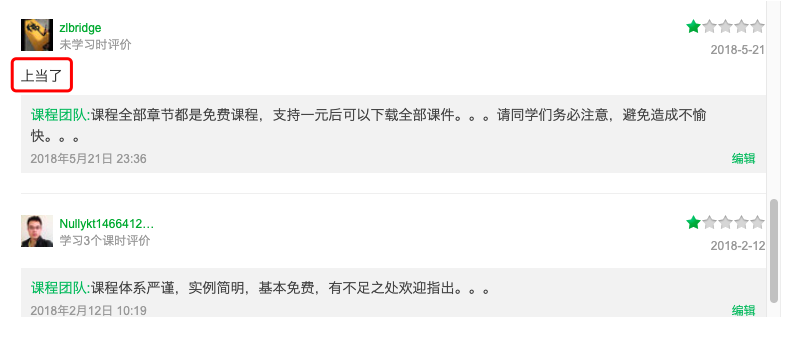 zlbridge
未学习时评价
2018-5-21
上当了
课程团队:课程全部章节都是免费课程，支持一元后可以下载全部课件。。。请同学们务必注意，避免造成不愉
快。。。
2018年5月21日 23:36
编辑
Nullykt1466412...
学习3个课时评价
2018-2-12
课程团队:课程体系严谨，实例简明，基本免费，有不足之处欢迎指出。。。
2018年2月12日 10:19
编辑